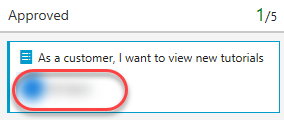 Approved 1/5
As a customer, I want to view new tutorials